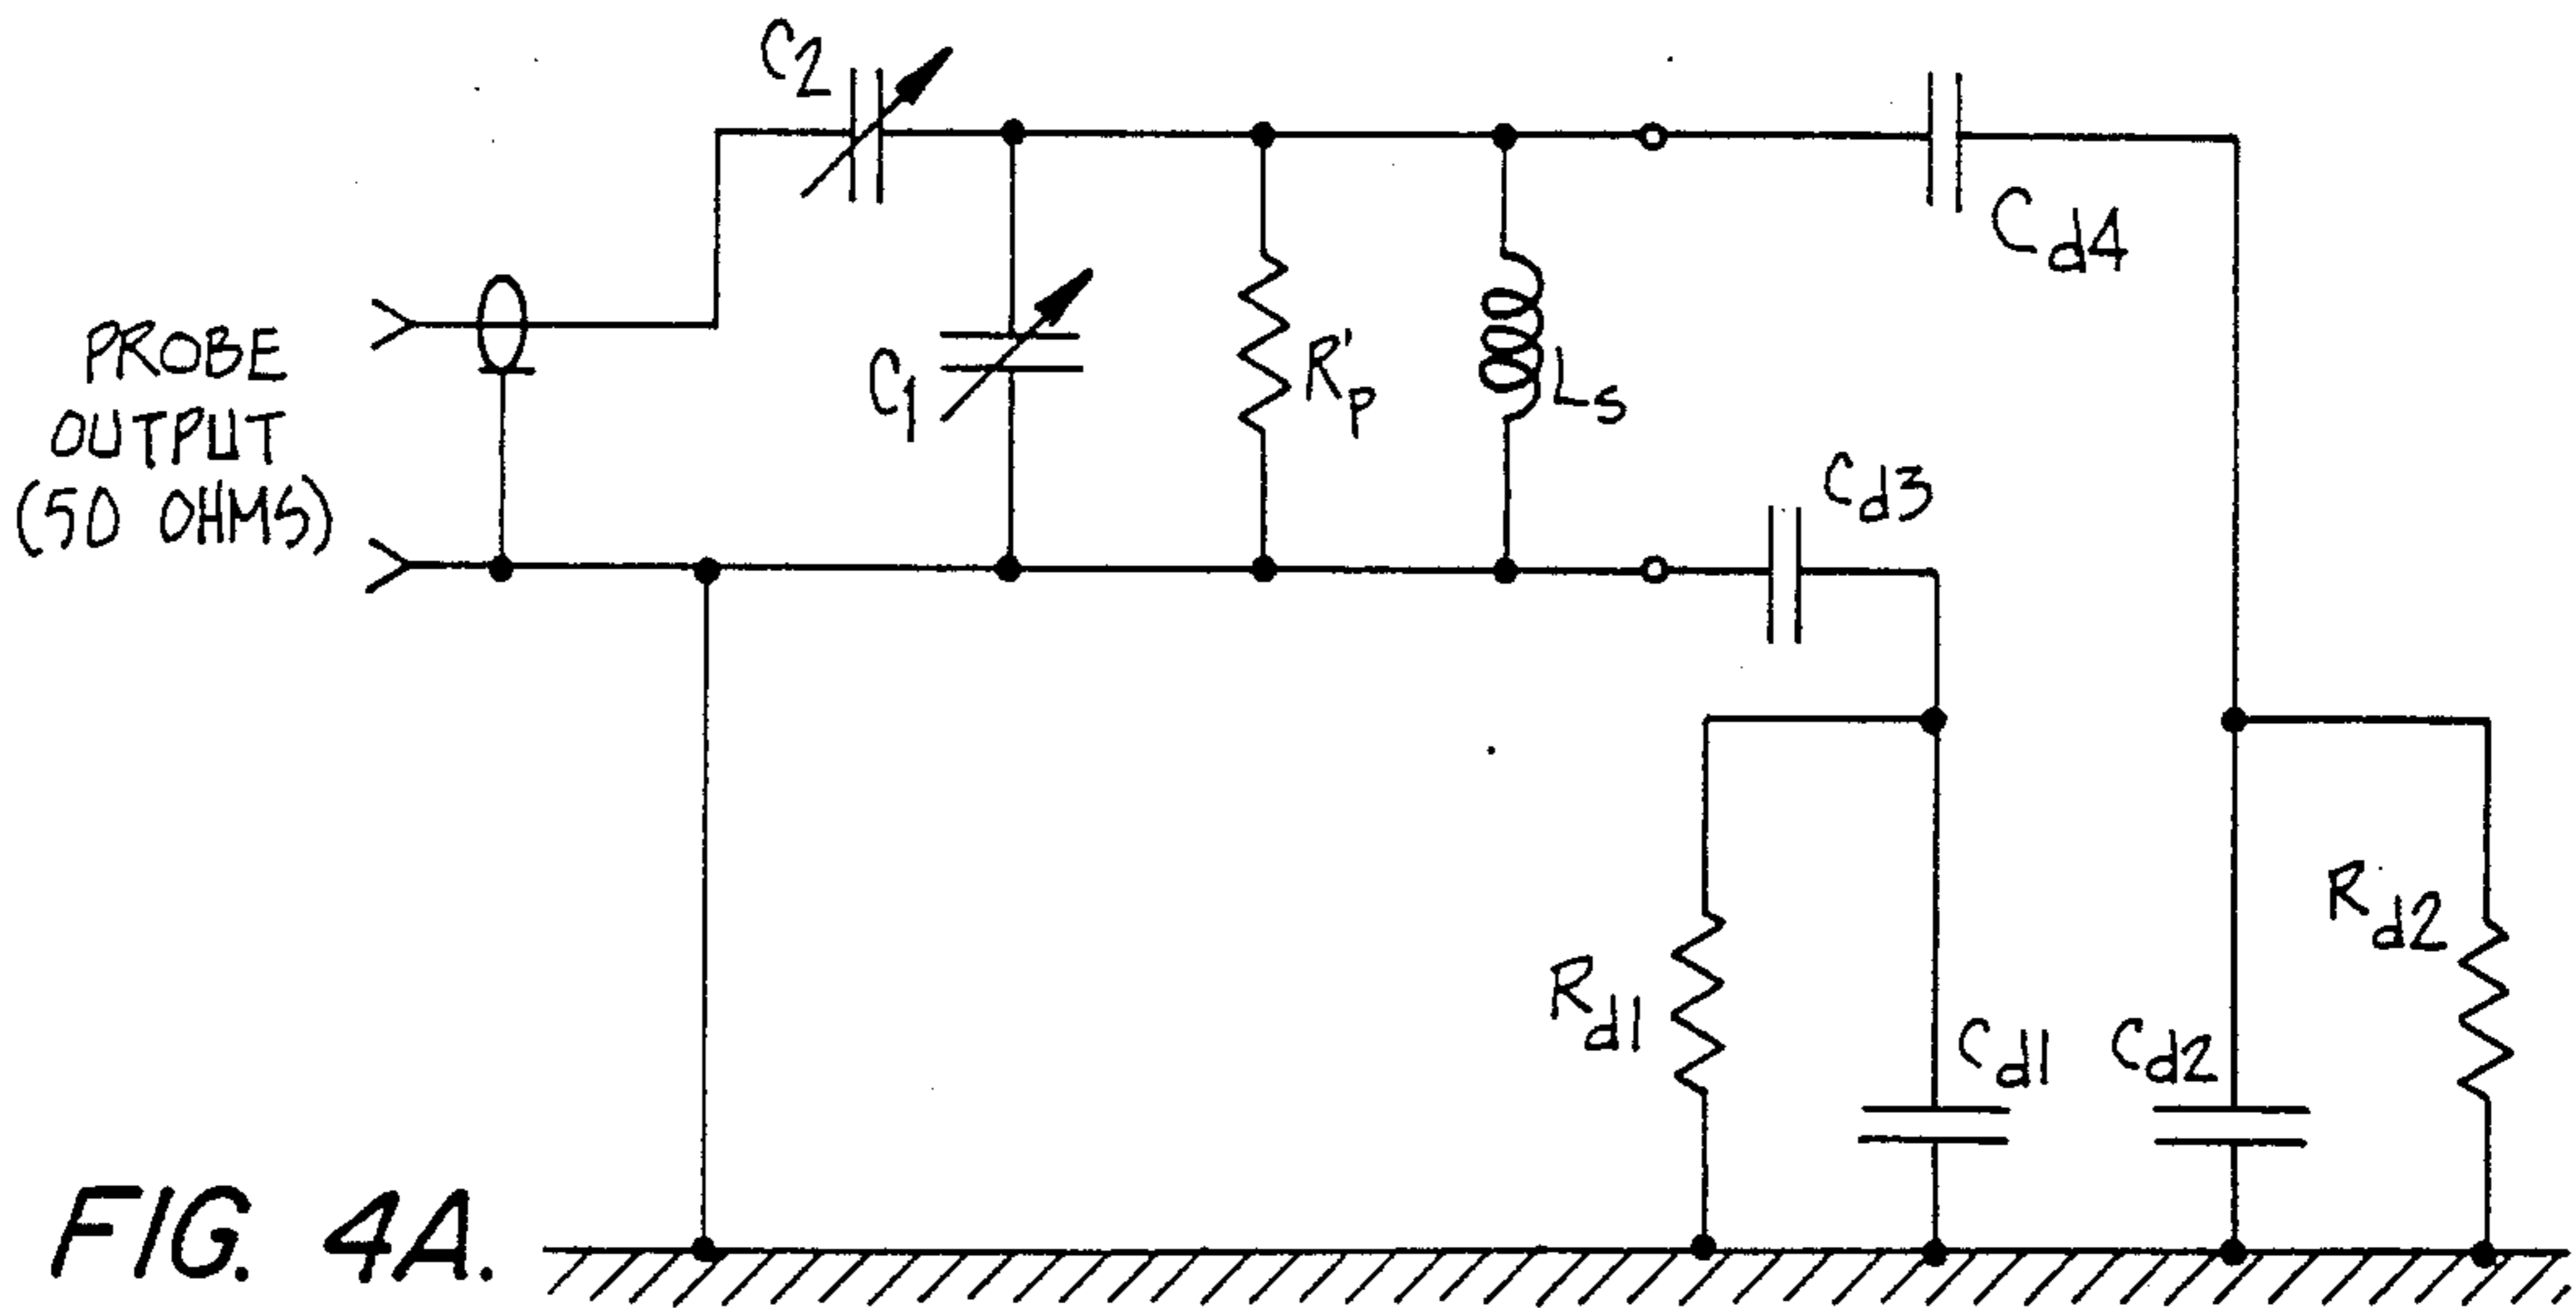 C2
Cd4
PROBE
OUTPUT
(50 OHMS)
C1
R'p
Ls
Cd3
Rd1
Cd1
Cd2
Rd2
FIG. 4A.